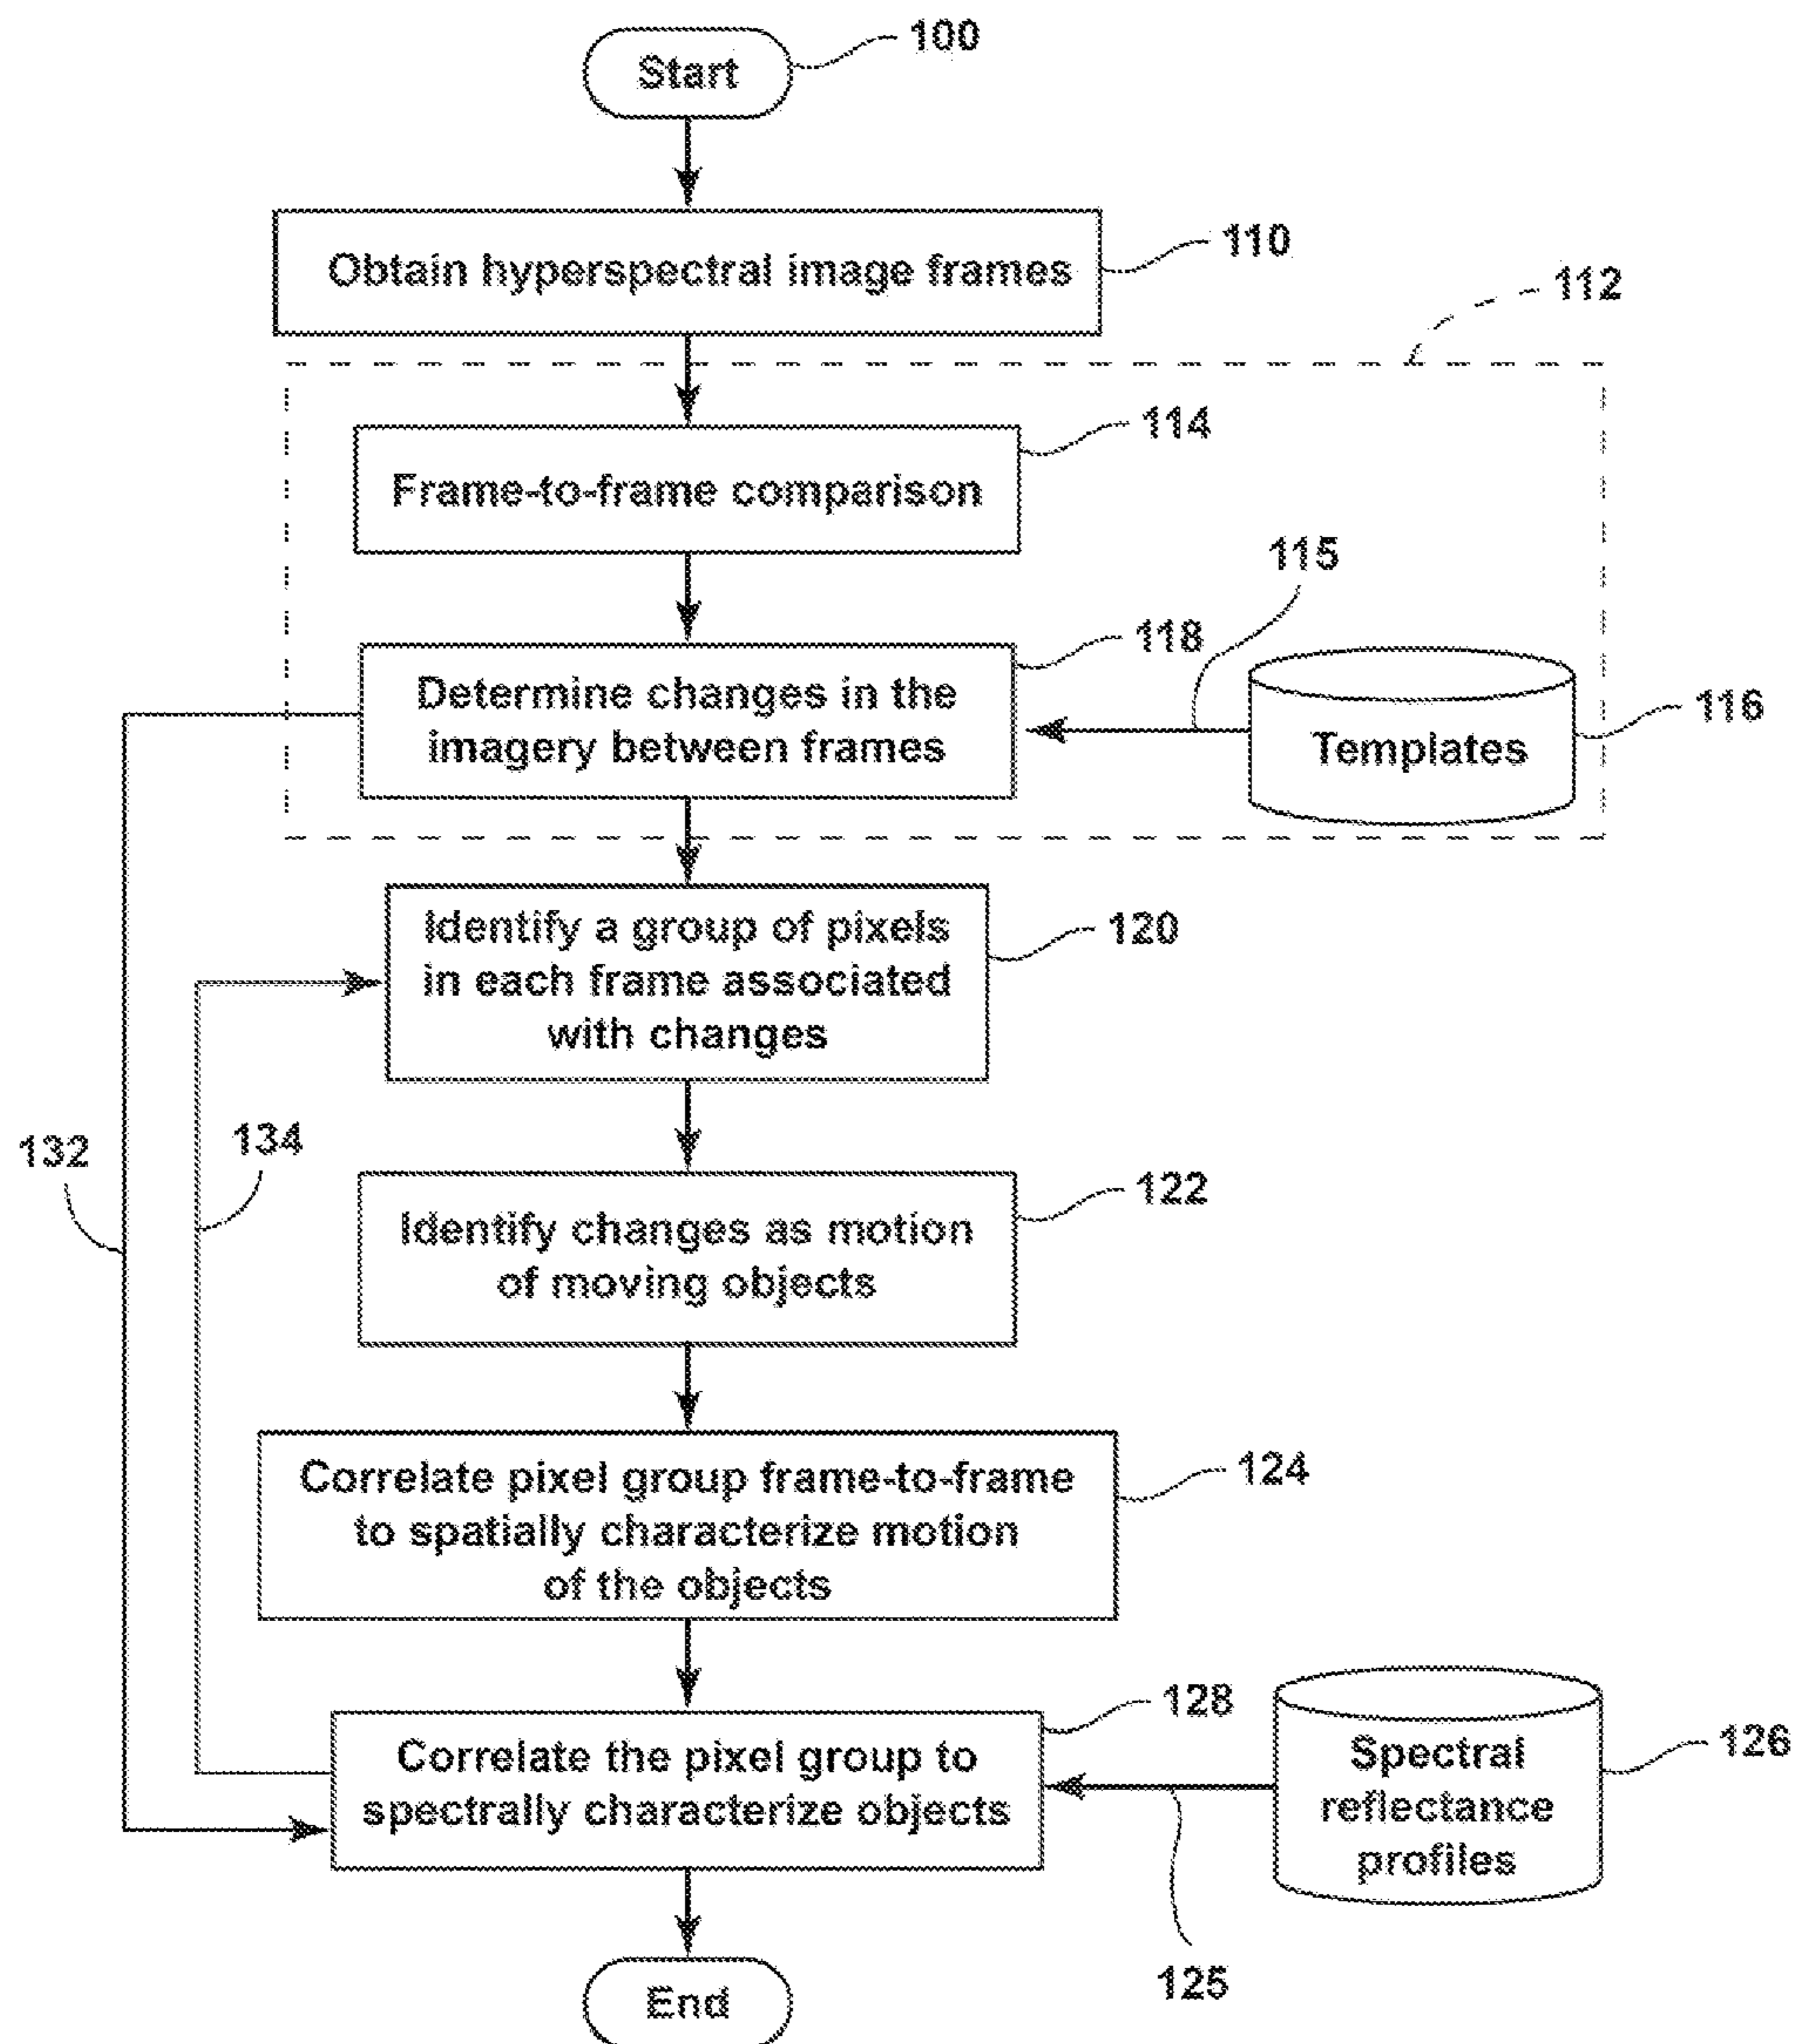 100
Start
110
Obtain hyperspectral image frames
112
114
Frame-to-frame comparison
115
118
Determine changes in the
imagery between frames
116
Templates
120
Identify a group of pixels
in each frame associated
with changes
132
134
122
Identify changes as motion
of moving objects
124
Correlate pixel group frame-to-frame
to spatially characterize motion
of the objects
128
Correlate the pixel group to
spectrally characterize objects
126
Spectral
reflectance
profiles
125
End